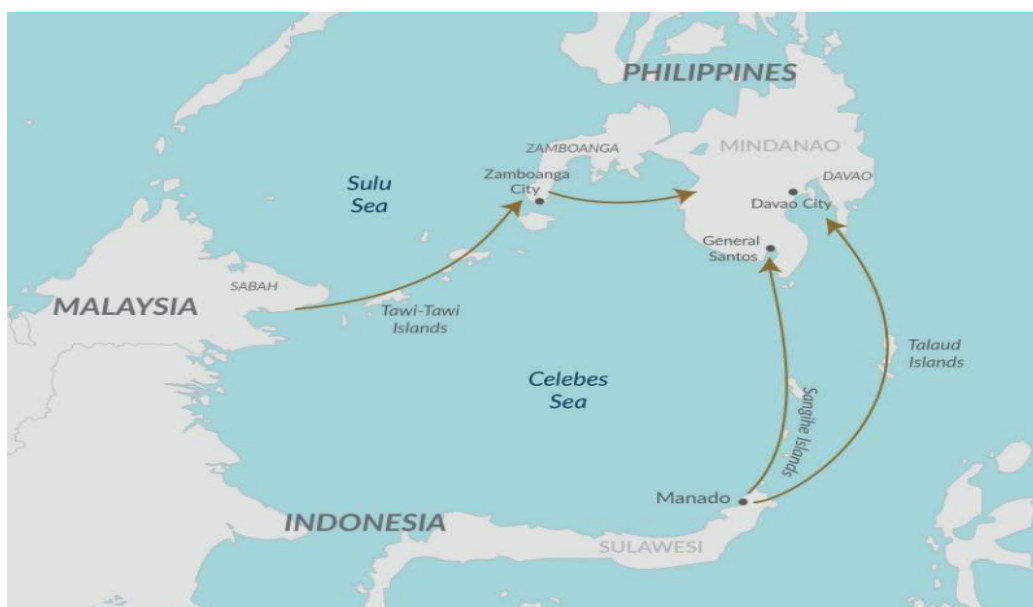 PHILIPPINES
ZAMBOANGA
MINDANAO
Zamboanga
City
DAVAO
Sulu
Sea
Davao City
General
Santos
SABAH
MALAYSIA
Tawi-Tawi
Islands
Talaud
Islands
Celebes
Sea
Sangihe Islands
Manado
INDONESIA
SULAWESI